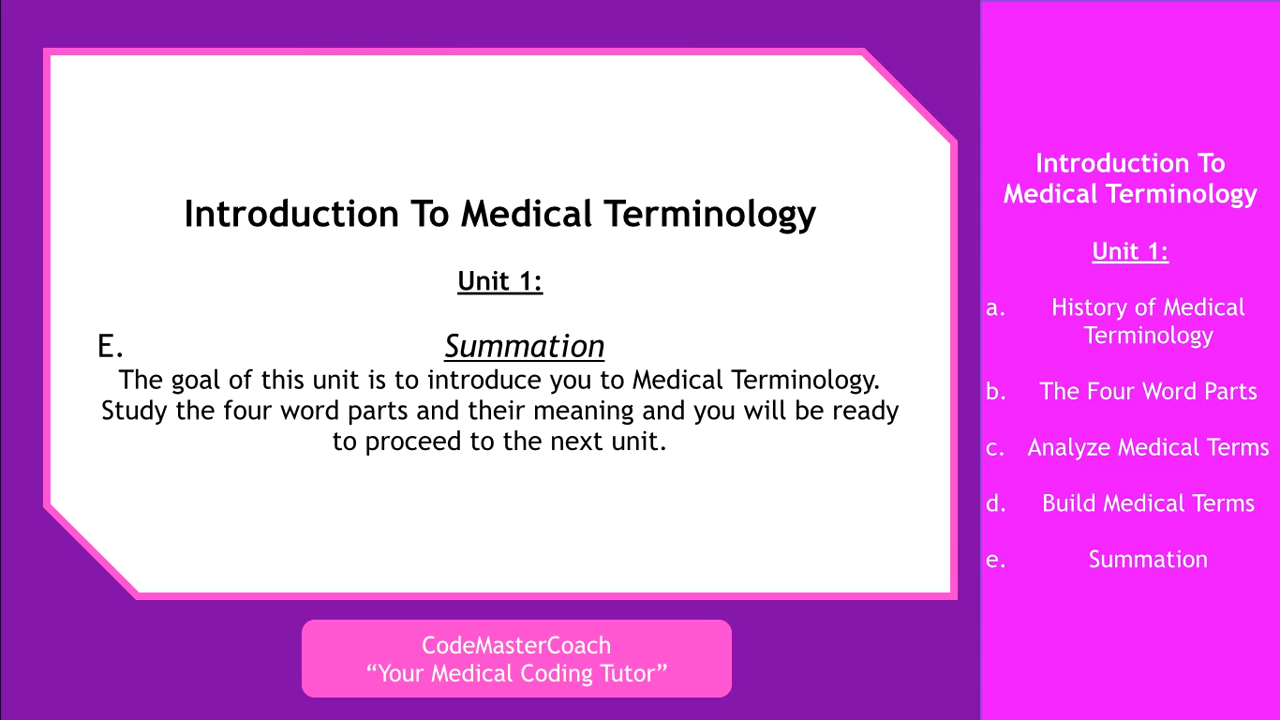 Introduction To Medical Terminology
Unit 1:
E. Summation
The goal of this unit is to introduce you to Medical Terminology.
Study the four word parts and their meaning and you will be ready
to proceed to the next unit.
CodeMasterCoach
“Your Medical Coding Tutor”
Introduction To
Medical Terminology
Unit 1:
a. History of Medical
Terminology
b. The Four Word Parts
c. Analyze Medical Terms
d. Build Medical Terms
e. Summation